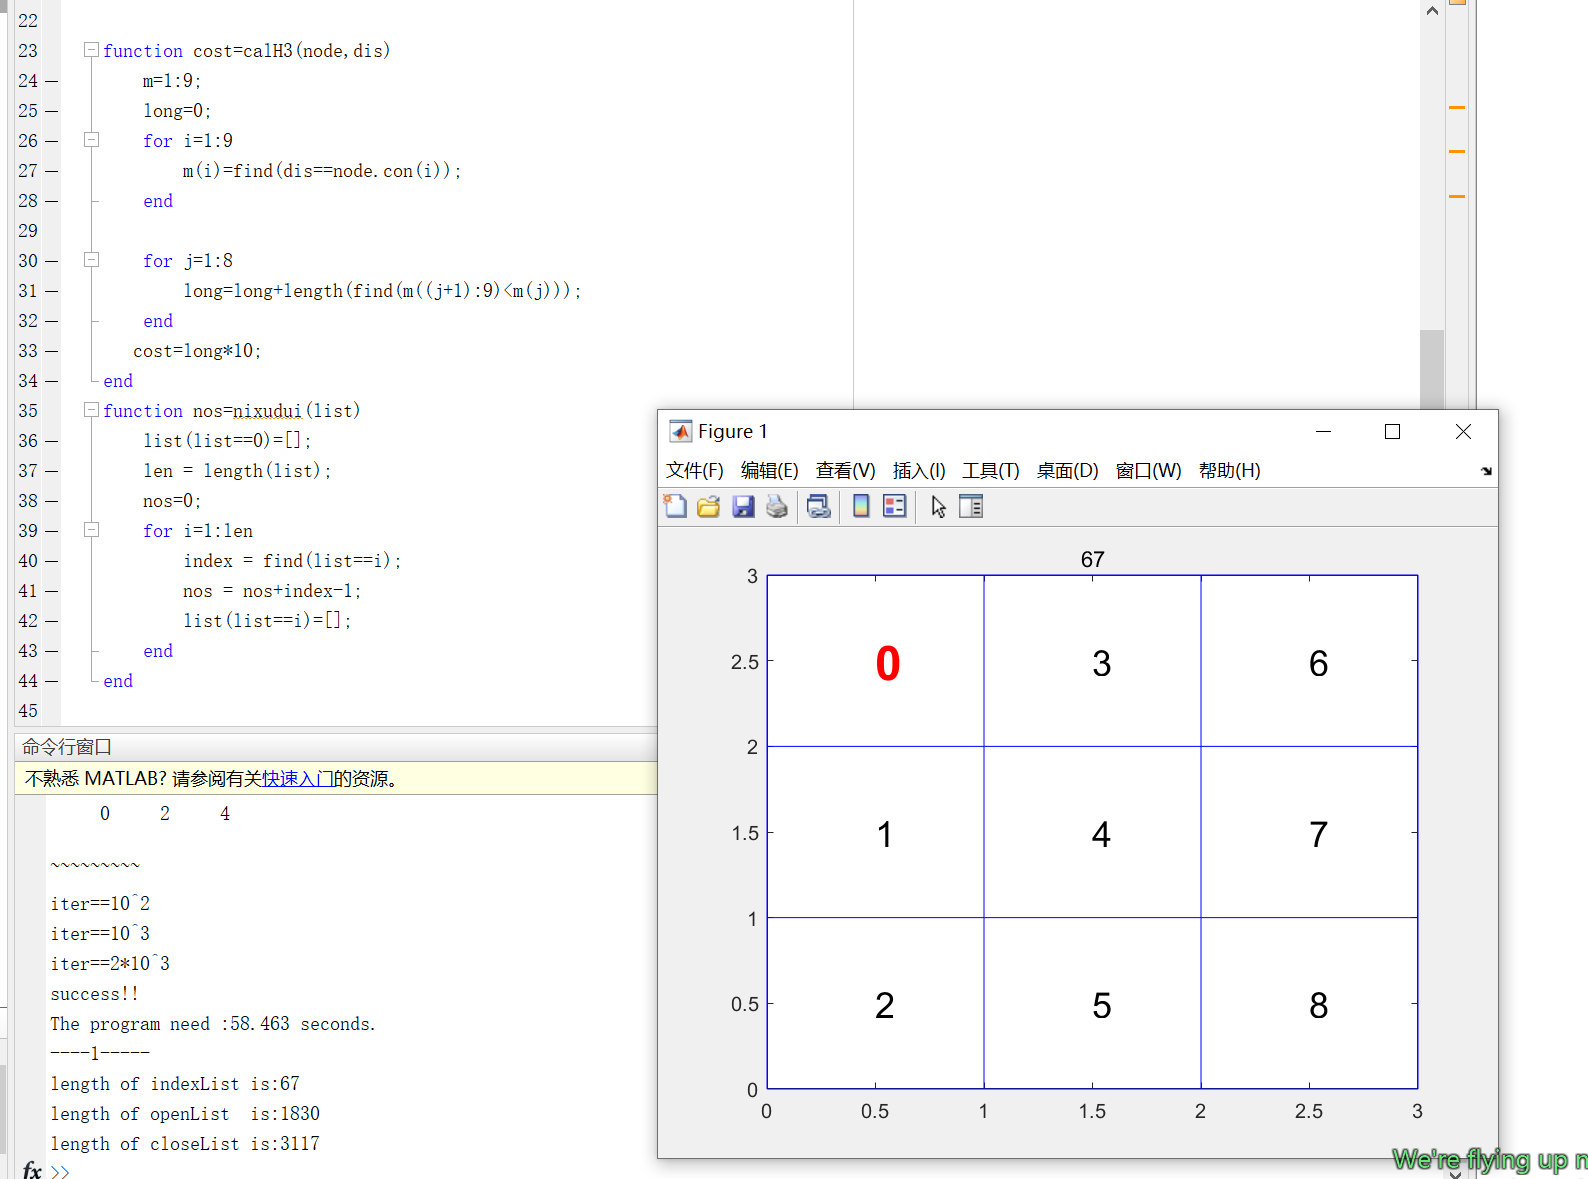 22
23 function cost=calH3(node,dis)
24 m=1:9;
25 long=0;
26 for i=1:9
27 m(i)=find(dis==node.con(i));
28 end
29
30 for j=1:8
31 long=long+length(find(m((j+1):9)<m(j)));
32 end
33 cost=long*10;
34 end
35 function nos=nixudui(list)
36 list(list==0)=[];
37 len = length(list);
38 nos=0;
39 for i=1:len
40 index = find(list==i);
41 nos = nos+index-1;
42 list(list==i)=[];
43 end
44 end
45
命令行窗口
不熟悉 MATLAB? 请参阅有关快速入门的资源。
0 2 4
~~~~~~~~~
iter==10^2
iter==10^3
iter==2*10^3
success!!
The program need :58.463 seconds.
----1-----
length of indexList is:67
length of openList  is:1830
length of closeList is:3117
fx >>
Figure 1
文件(F) 编辑(E) 查看(V) 插入(I) 工具(T) 桌面(D) 窗口(W) 帮助(H)
67
3
0 3 6
2.5
2
1 4 7
1.5
1
2 5 8
0.5
0
0 0.5 1 1.5 2 2.5 3
We're flying up